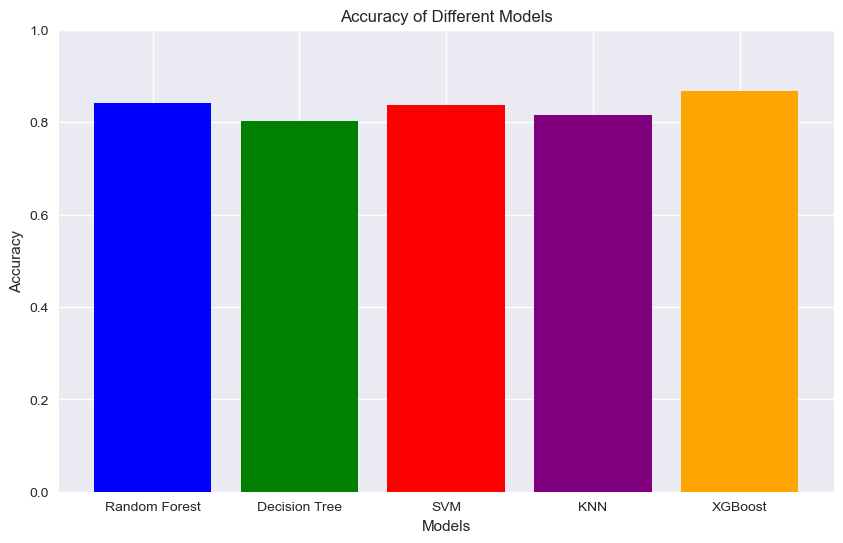 Accuracy of Different Models
1.0
0.8
0.6
0.4
0.2
0.0
Accuracy
Random Forest Decision Tree SVM KNN XGBoost
Models